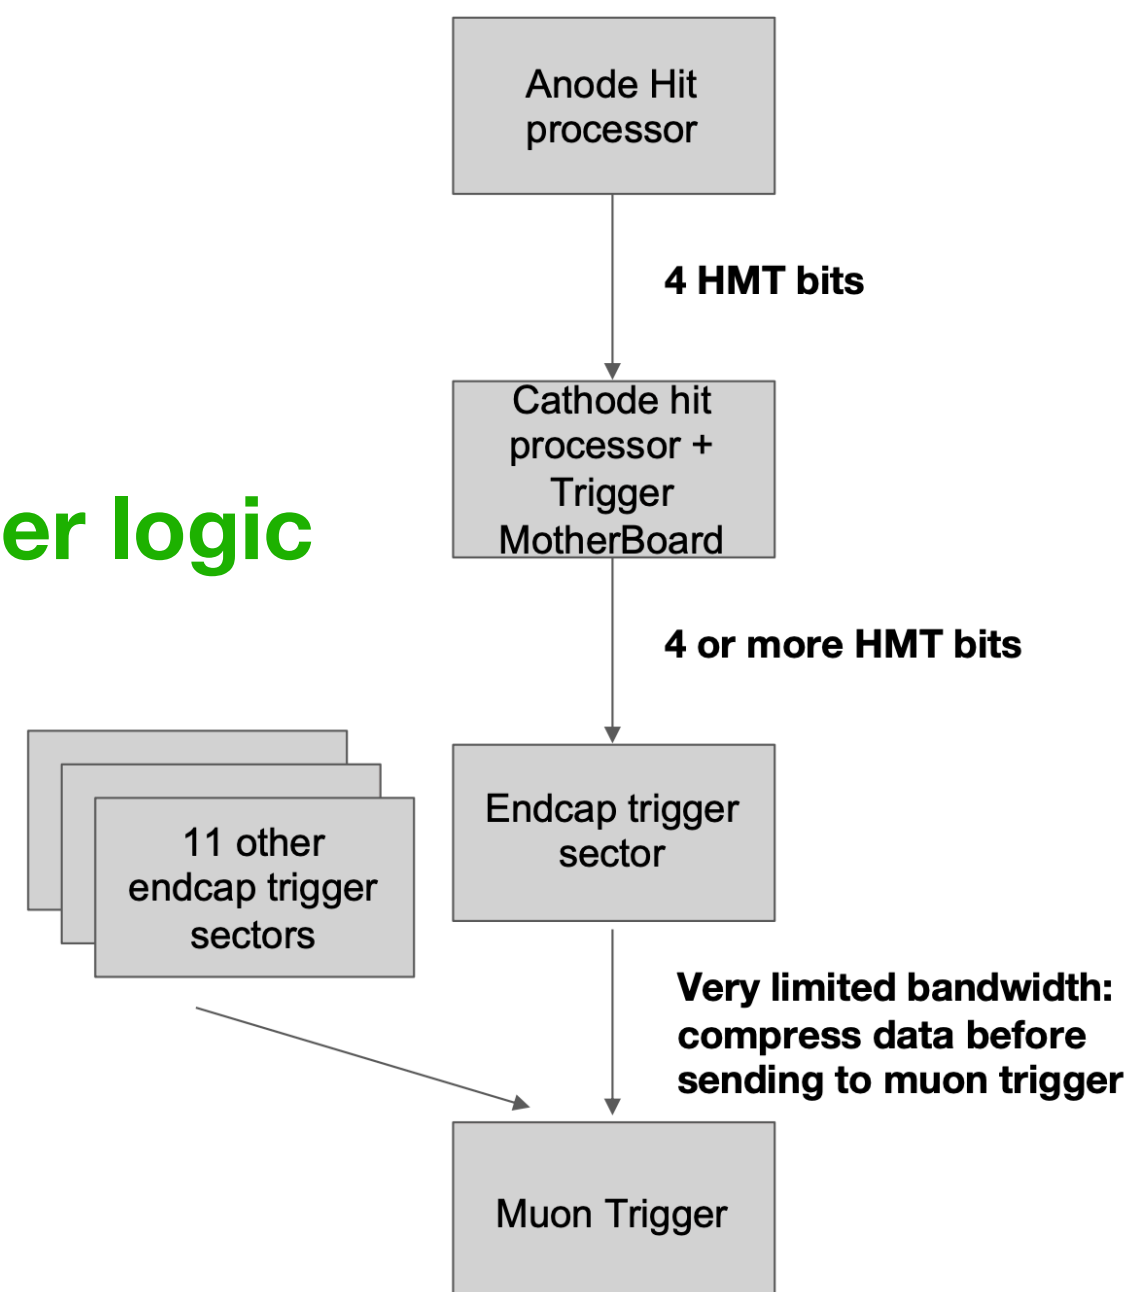 Anode Hit
processor
4 HMT bits
Cathode hit
processor +
Trigger
MotherBoard
er logic
4 or more HMT bits
11 other
endcap trigger
sectors
Endcap trigger
sector
Very limited bandwidth:
compress data before
sending to muon trigger
Muon Trigger